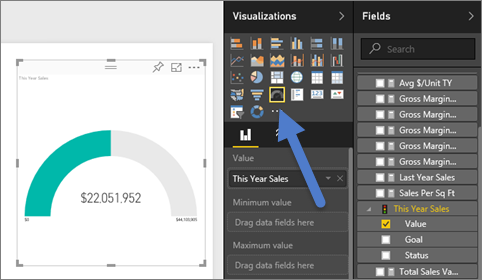 This Year Sales
$22,051,952
$0
$44,103,905
Visualizations
R
123
Value
This Year Sales
Minimum value
Drag data fields here
Maximum value
Drag data fields here
Fields
Search
Avg $/Unit TY
Gross Margin...
Gross Margin...
Gross Margin...
Gross Margin...
Gross Margin...
Last Year Sales
Sales Per Sq Ft
This Year Sales
Value
Goal
Status
Total Sales Va...